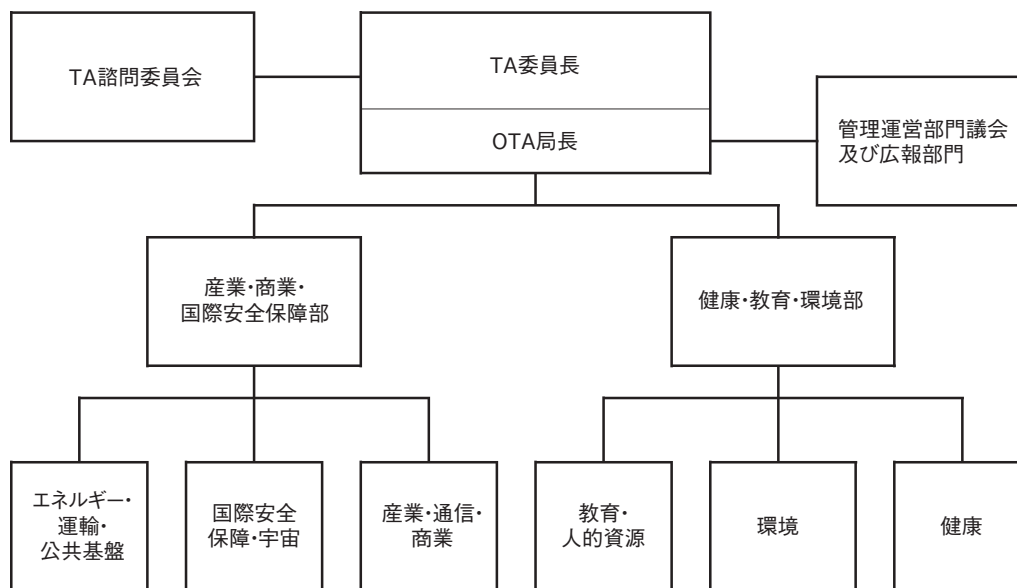 TA諮問委員会
TA委員長
OTA局長
管理運営部門議会
及び広報部門
産業・商業・
国際安全保障部
健康・教育・環境部
エネルギー・
運輸・
公共基盤
国際安全
保障・宇宙
産業・通信・
商業
教育・
人的資源
環境
健康